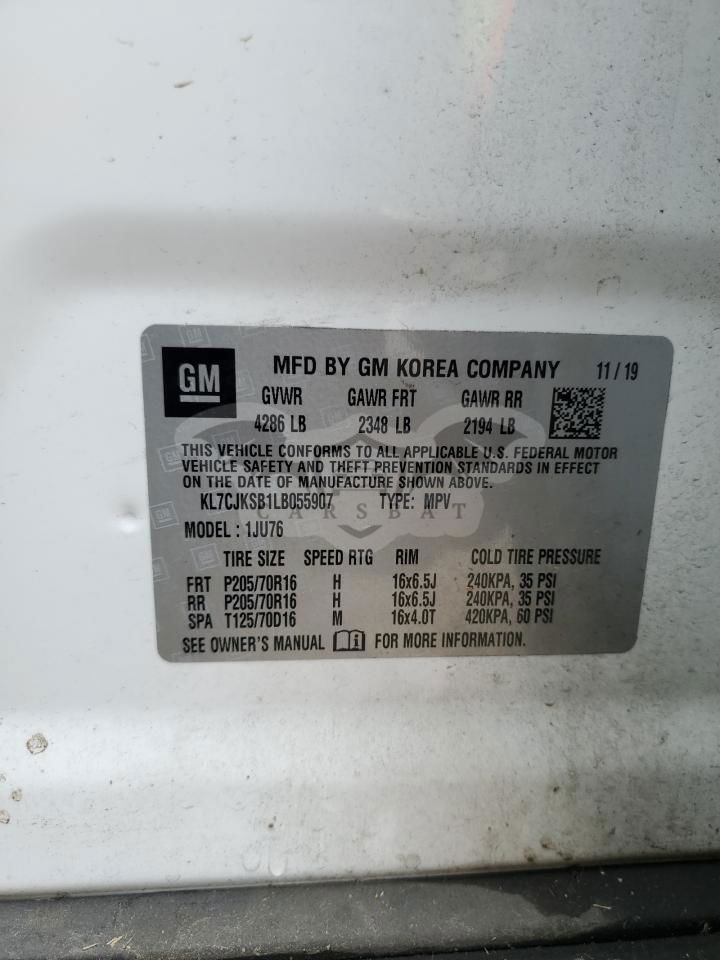 GM MFD BY GM KOREA COMPANY 11/19
GVWR GAWR FRT GAWR RR
4286 LB 2348 LB 2194 LB
THIS VEHICLE CONFORMS TO ALL APPLICABLE U.S. FEDERAL MOTOR
VEHICLE SAFETY AND THEFT PREVENTION STANDARDS IN EFFECT
ON THE DATE OF MANUFACTURE SHOWN ABOVE.
KL7CJKSB1LB055907 TYPE: MPV
CARSBAT
MODEL : 1JU76
TIRE SIZE SPEED RTG RIM COLD TIRE PRESSURE
FRT P205/70R16 H 16x6.5J 240KPA, 35 PSI
RR P205/70R16 H 16x6.5J 240KPA, 35 PSI
SPA T125/70D16 M 16x4.0T 420KPA, 60 PSI
SEE OWNER'S MANUAL i FOR MORE INFORMATION.